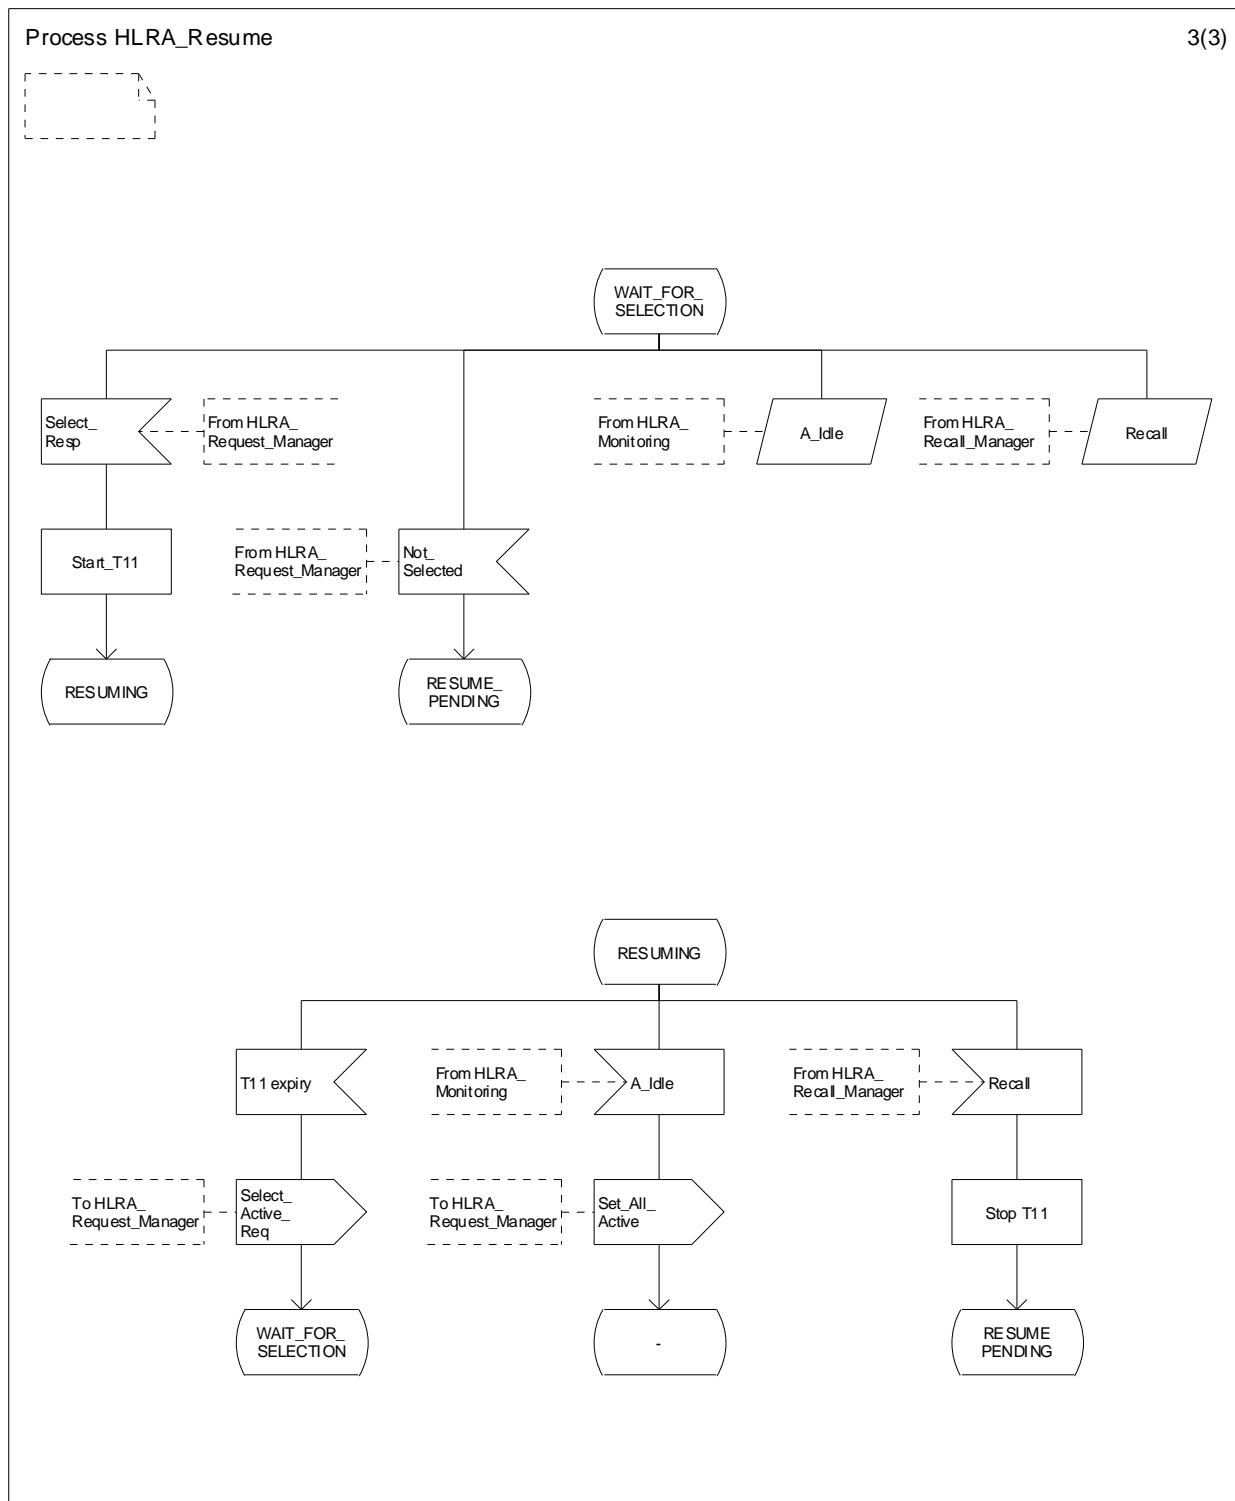 Process HLRA_Resume
3(3)
WAIT_FOR_
SELECTION
Select_
Resp
From HLRA_
Request_Manager
From HLRA_
Monitoring
A_Idle
From HLRA_
Recall_Manager
Recall
Start_T11
From HLRA_
Request_Manager
Not_
Selected
RESUMING
RESUME_
PENDING
RESUMING
T11 expiry
From HLRA_
Monitoring
A_Idle
From HLRA_
Recall_Manager
Recall
To HLRA_
Request_Manager
Select_
Active_
Req
To HLRA_
Request_Manager
Set_All_
Active
Stop T11
WAIT_FOR_
SELECTION
-
RESUME
PENDING